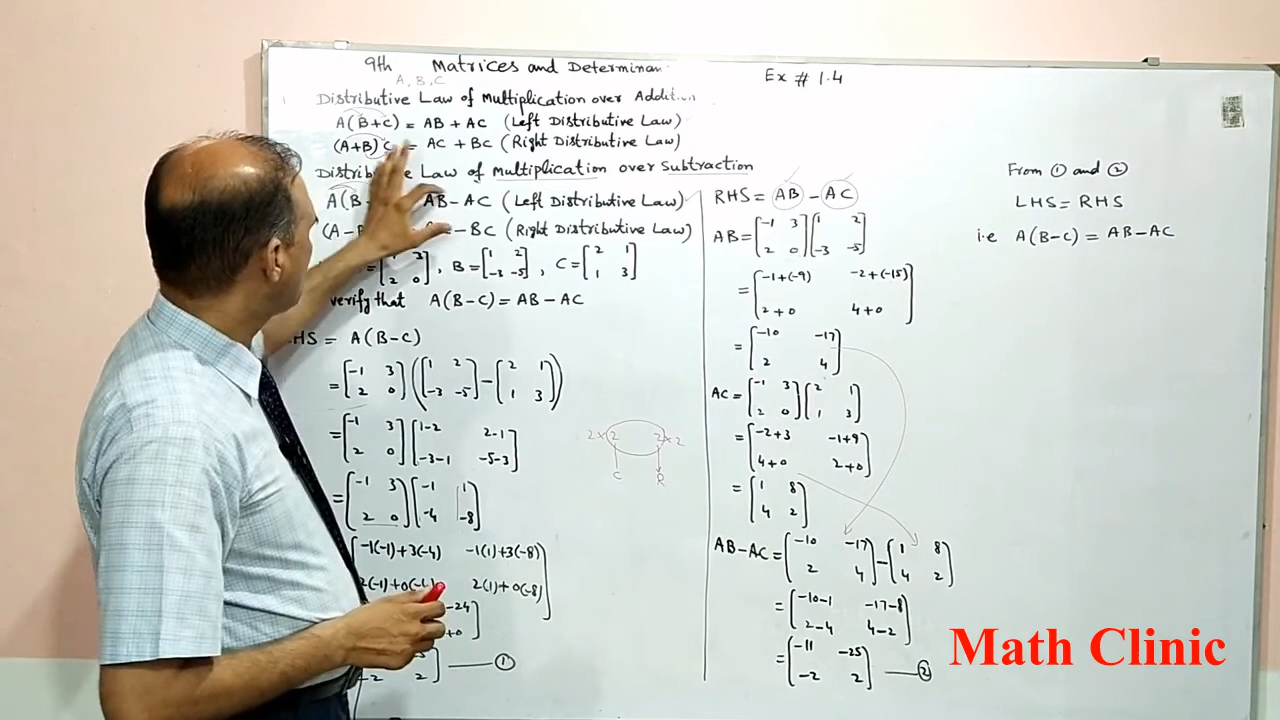 9th Matrices and Determinan
Ex # 1.4
A, B, C
Distributive Law of Multiplication over Addition
A(B+C) = AB + AC (Left Distributive Law)
(A+B)C = AC + BC (Right Distributive Law)
Distributive Law of Multiplication over Subtraction
A(B- AB - AC (Left Distributive Law)
(A-B - BC (Right Distributive Law)
= [-1 3; 2 0], B = [1 2; -3 -5], C = [2 1; 1 3]
verify that A(B-C) = AB - AC
HS = A(B-C)
= [-1 3; 2 0] ([1 2; -3 -5] - [2 1; 1 3])
= [-1 3; 2 0] [1-2 2-1; -3-1 -5-3]
= [-1 3; 2 0] [-1 1; -4 -8]
[-1(-1)+3(-4) -1(1)+3(-8)
2(-1)+0(-4) 2(1)+0(-8)]
-24
+0]
-2 2] —— ①
2×2 2×2
C R
RHS = AB - AC
AB = [-1 3; 2 0] [1 2; -3 -5]
= [-1+(-9) -2+(-15); 2+0 4+0]
= [-10 -17; 2 4]
AC = [-1 3; 2 0] [2 1; 1 3]
= [-2+3 -1+9; 4+0 2+0]
= [1 8; 4 2]
AB-AC = [-10 -17; 2 4] - [1 8; 4 2]
= [-10-1 -17-8; 2-4 4-2]
= [-11 -25; -2 2] —— ②
From ① and ②
LHS = RHS
i.e A(B-C) = AB-AC
Math Clinic